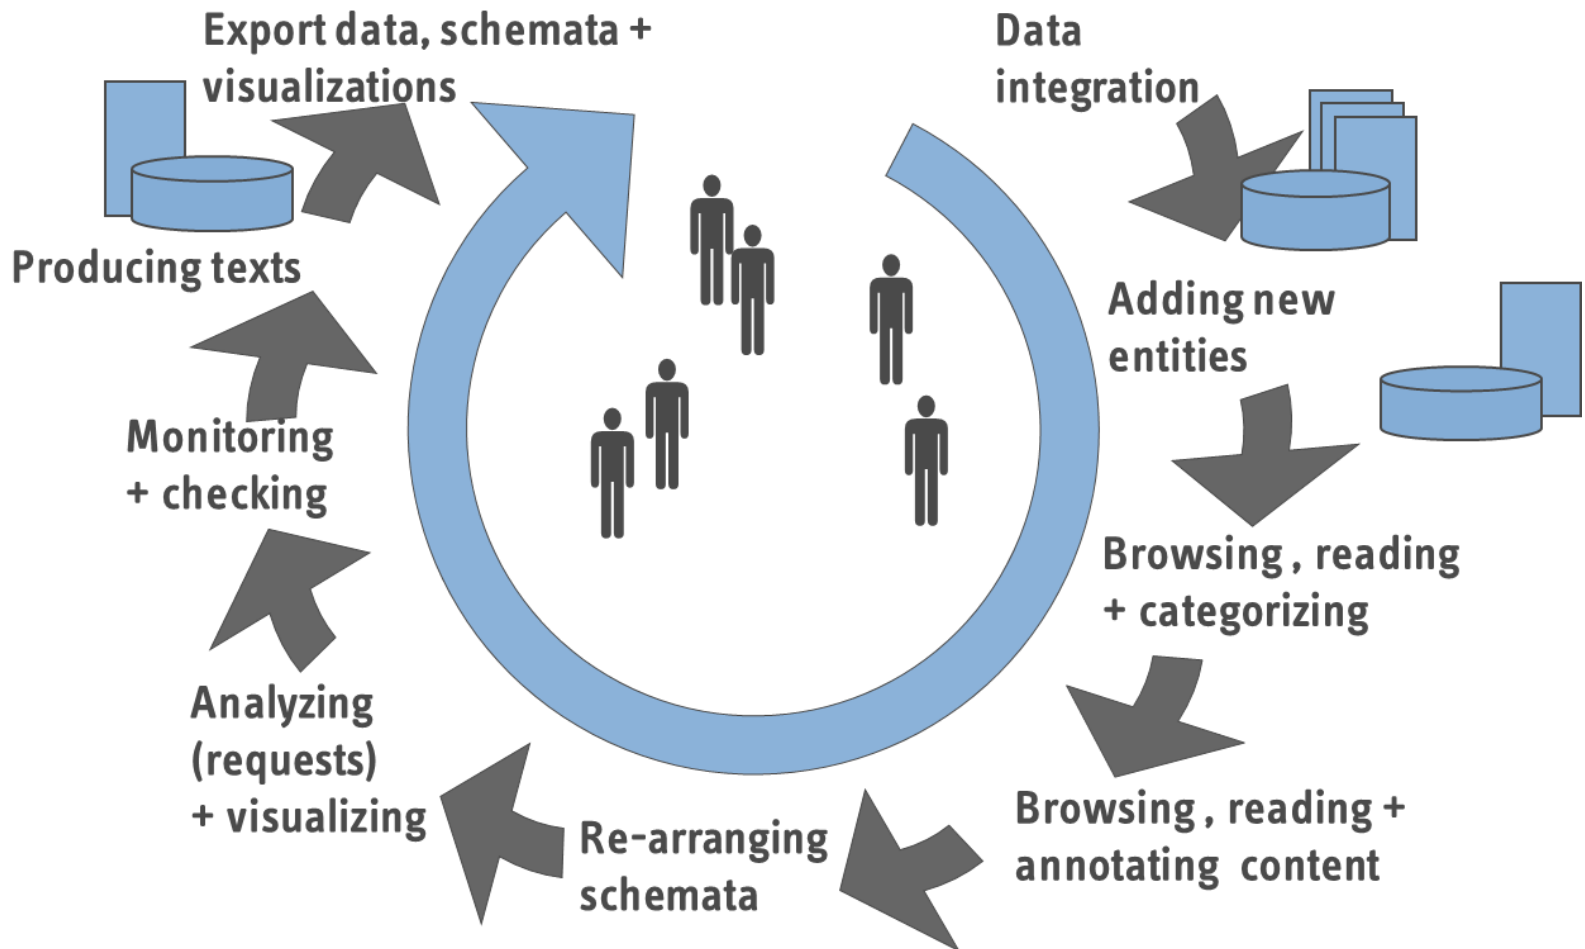 Export data, schemata +
visualizations
Data
integration
Adding new
entities
Browsing , reading
+ categorizing
Browsing , reading +
annotating content
Re-arranging
schemata
Analyzing
(requests)
+ visualizing
Monitoring
+ checking
Producing texts